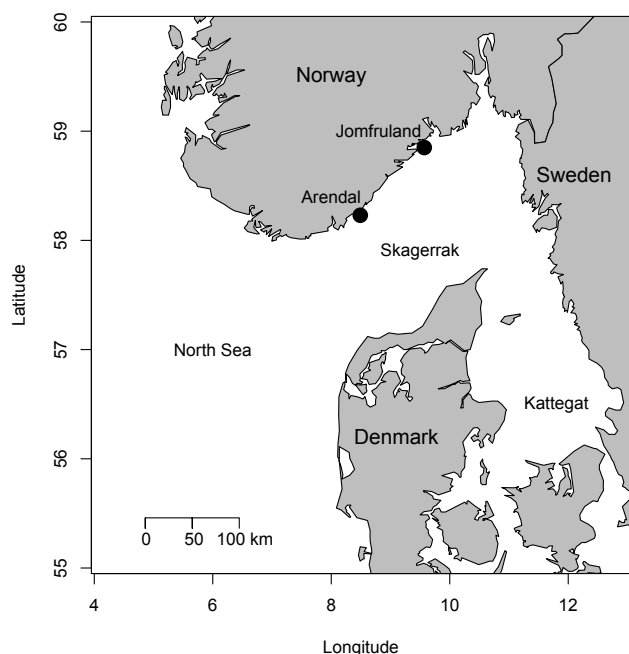 60
59
58
57
56
55
Latitude
Norway
Jomfruland
Sweden
Arendal
Skagerrak
North Sea
Kattegat
Denmark
0 50 100 km
4 6 8 10 12
Longitude